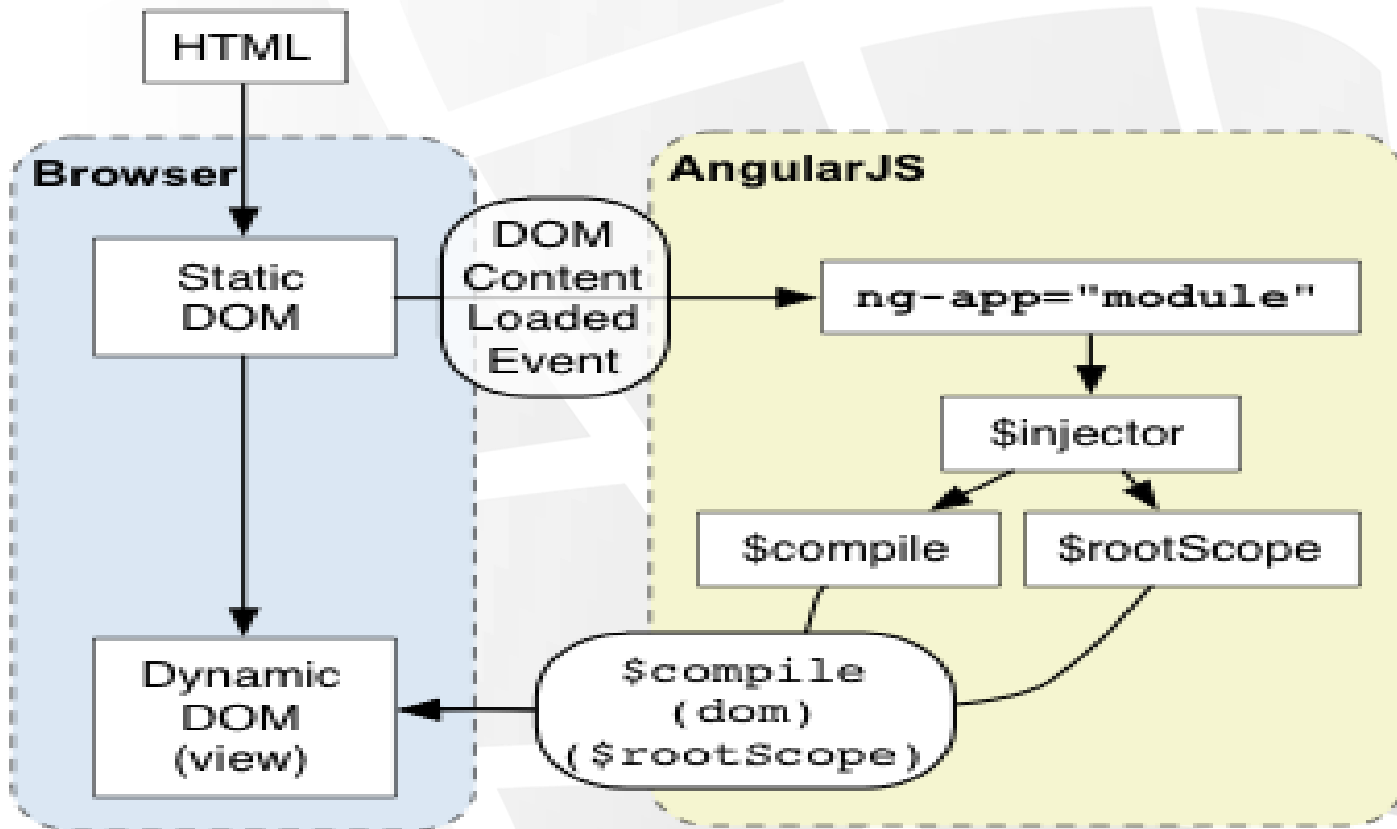 HTML
Browser
AngularJS
Static
DOM
DOM
Content
Loaded
Event
ng-app="module"
$injector
$compile
$rootScope
Dynamic
DOM
(view)
$compile
(dom)
($rootScope)